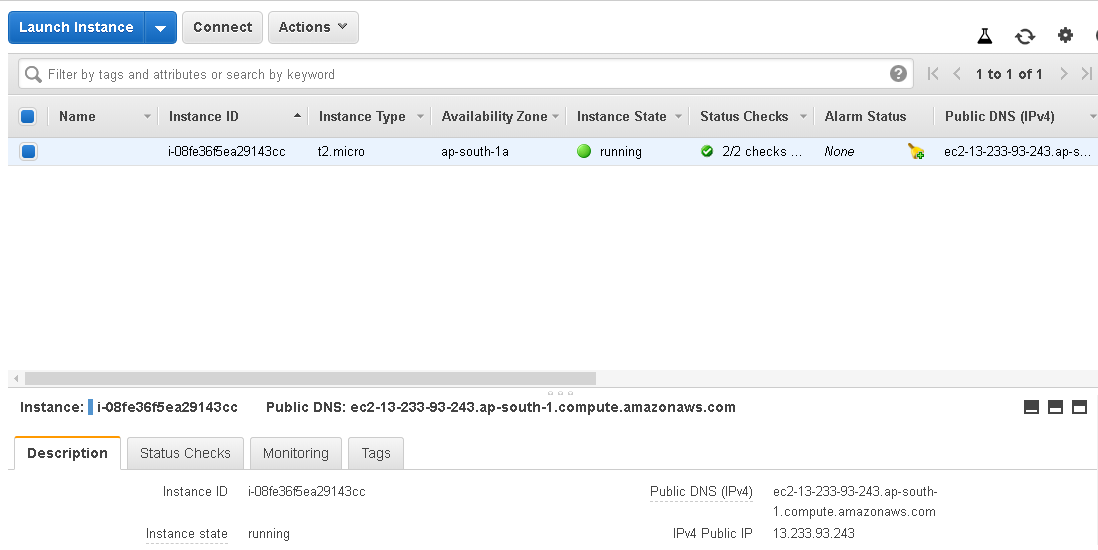 Launch Instance Connect Actions
Filter by tags and attributes or search by keyword ? 1 to 1 of 1
Name Instance ID Instance Type Availability Zone Instance State Status Checks Alarm Status Public DNS (IPv4)
i-08fe36f5ea29143cc t2.micro ap-south-1a running 2/2 checks ... None ec2-13-233-93-243.ap-s...
Instance: i-08fe36f5ea29143cc Public DNS: ec2-13-233-93-243.ap-south-1.compute.amazonaws.com
Description Status Checks Monitoring Tags
Instance ID i-08fe36f5ea29143cc Public DNS (IPv4) ec2-13-233-93-243.ap-south-
1.compute.amazonaws.com
Instance state running IPv4 Public IP 13.233.93.243